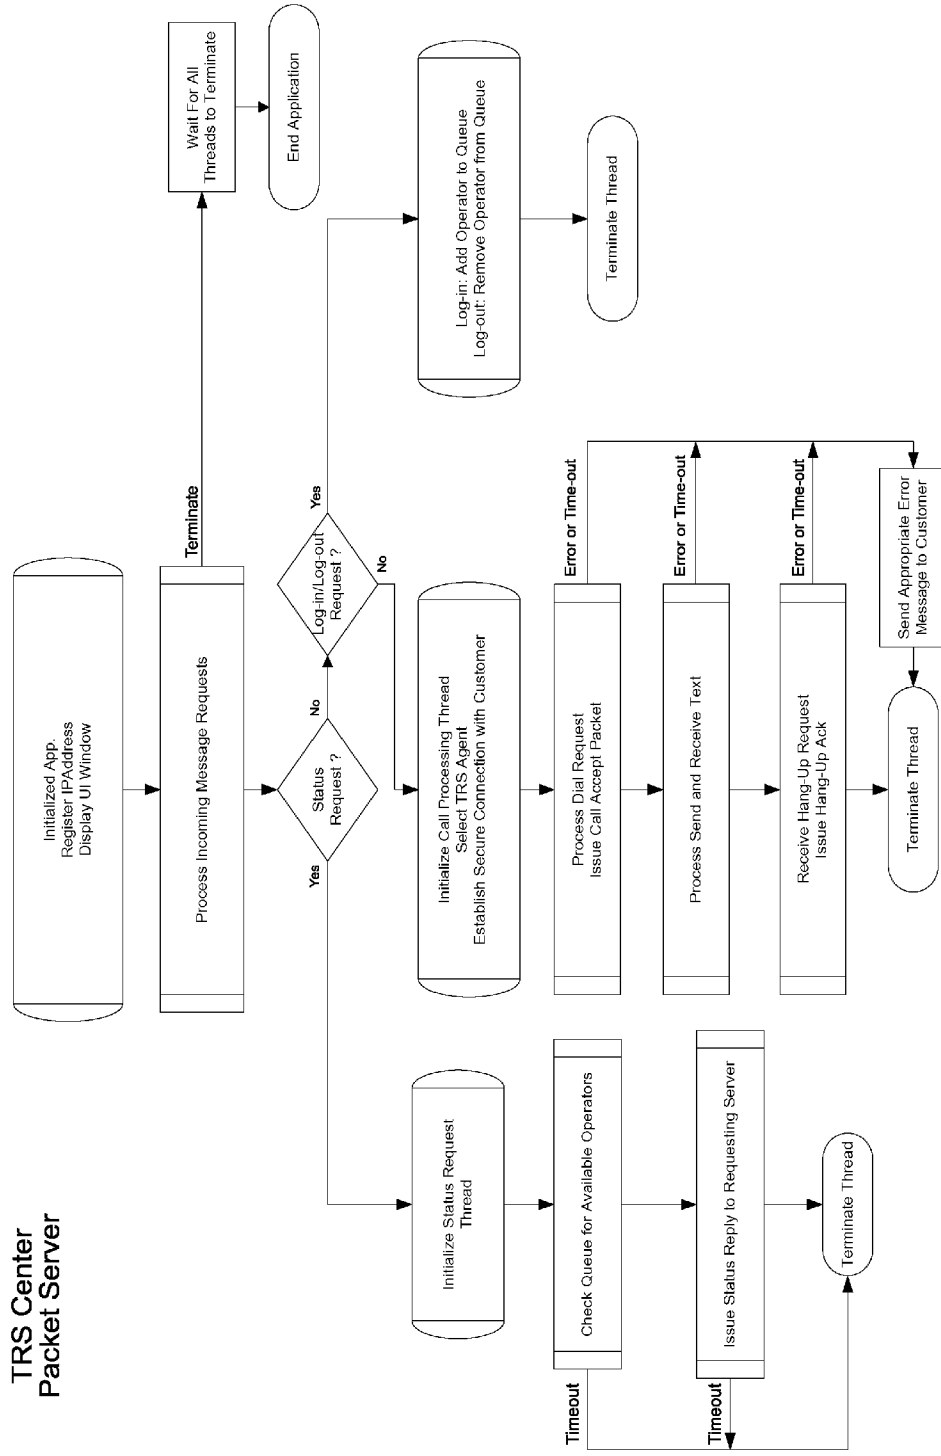 TRS Center
Packet Server
Initialized App.
Register IPAddress
Display UI Window
Process Incoming Message Requests
Terminate
Wait For All
Threads to Terminate
End Application
Status
Request ?
Yes
No
Log-in/Log-out
Request ?
Yes
No
Initialize Status Request
Thread
Check Queue for Available Operators
Timeout
Issue Status Reply to Requesting Server
Timeout
Terminate Thread
Initialize Call Processing Thread
Select TRS Agent
Establish Secure Connection with Customer
Process Dial Request
Issue Call Accept Packet
Error or Time-out
Process Send and Receive Text
Error or Time-out
Receive Hang-Up Request
Issue Hang-Up Ack
Error or Time-out
Send Appropriate Error
Message to Customer
Terminate Thread
Log-in: Add Operator to Queue
Log-out: Remove Operator from Queue
Terminate Thread